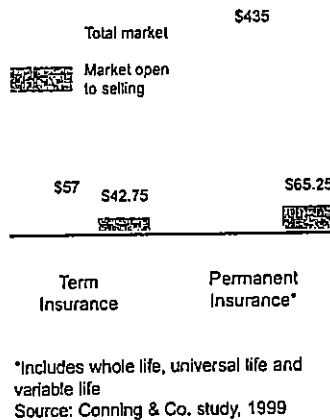 $435
Total market
Market open
to selling
$57
$42.75
$65.25
Term
Insurance
Permanent
Insurance*
*Includes whole life, universal life and
variable life
Source: Conning & Co. study, 1999